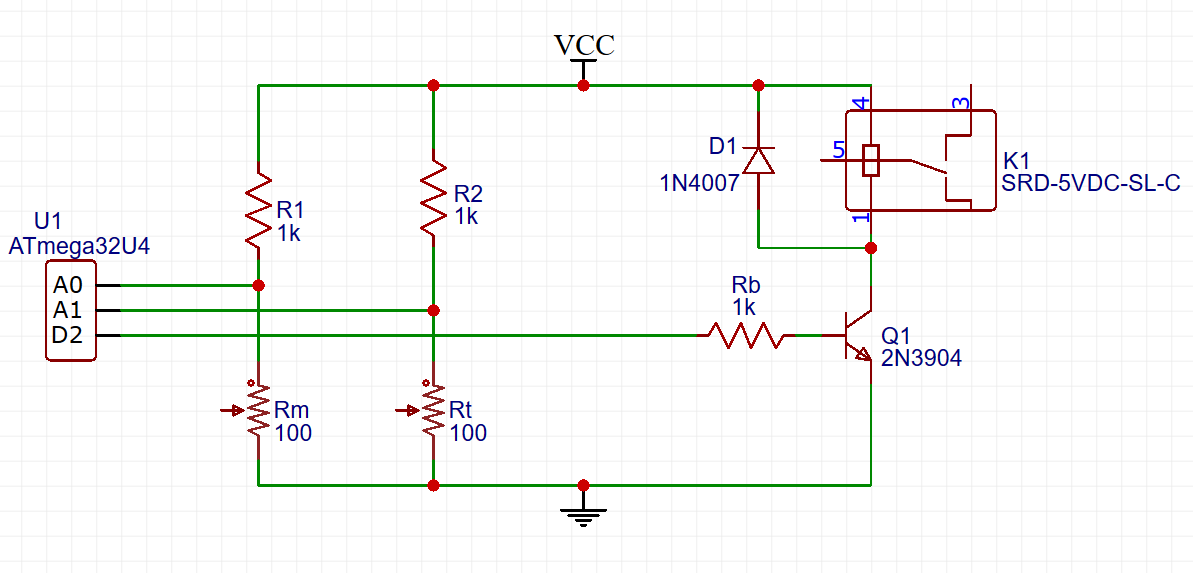 VCC
4
3
D1
1N4007
5
K1
SRD-5VDC-SL-C
R2
1k
R1
1k
1
U1
ATmega32U4
A0
A1
D2
Rb
1k
Q1
2N3904
Rm
100
Rt
100